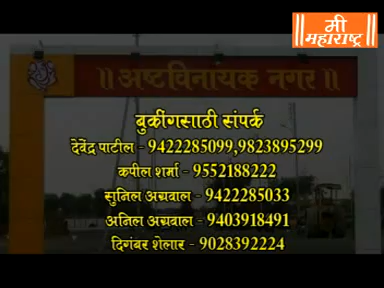 मी
महाराष्ट्र
॥ अष्टविनायक नगर ॥
बुकींगसाठी संपर्क
देवेंद्र पाटील - 9422285099,9823895299
कपील शर्मा - 9552188222
सुनिल अग्रवाल - 9422285033
अनिल अग्रवाल - 9403918491
दिगंबर शेलार - 9028392224